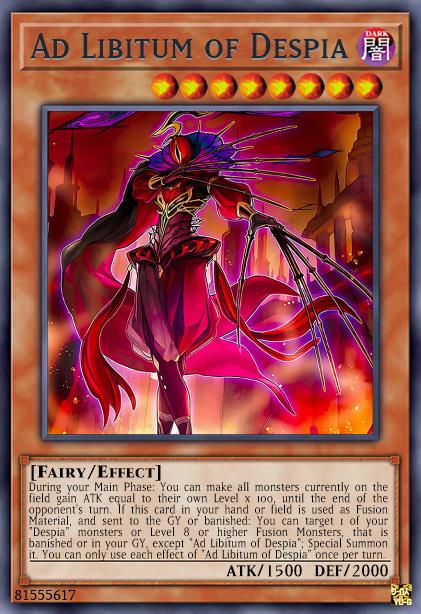 AD LIBITUM OF DESPIA
DARK
闇
[FAIRY/EFFECT]
During your Main Phase: You can make all monsters currently on the
field gain ATK equal to their own Level x 100, until the end of the
opponent's turn. If this card in your hand or field is used as Fusion
Material, and sent to the GY or banished: You can target 1 of your
"Despia" monsters or Level 8 or higher Fusion Monsters, that is
banished or in your GY, except "Ad Libitum of Despia"; Special Summon
it. You can only use each effect of "Ad Libitum of Despia" once per turn.
ATK/1500 DEF/2000
81555617